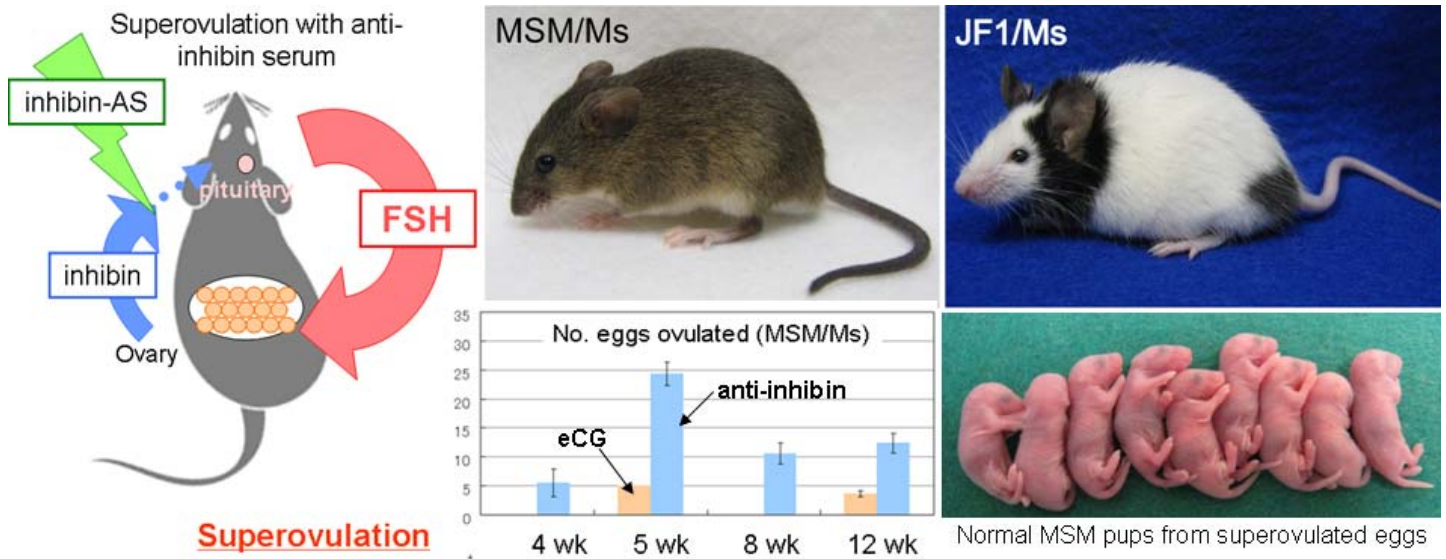 Superovulation with anti-
inhibin serum
inhibin-AS
pituitary
FSH
inhibin
Ovary
Superovulation
MSM/Ms
JF1/Ms
No. eggs ovulated (MSM/Ms)
35
30
25
20
15
10
5
0
anti-inhibin
eCG
4 wk
5 wk
8 wk
12 wk
Normal MSM pups from superovulated eggs